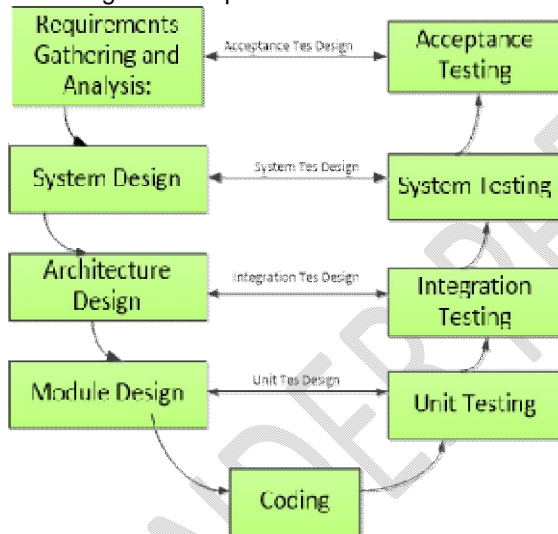 Requirements
Gathering and
Analysis:
Acceptance Tes Design
Acceptance
Testing
System Design
System Tes Design
System Testing
Architecture
Design
Integration Tes Design
Integration
Testing
Module Design
Unit Tes Design
Unit Testing
Coding